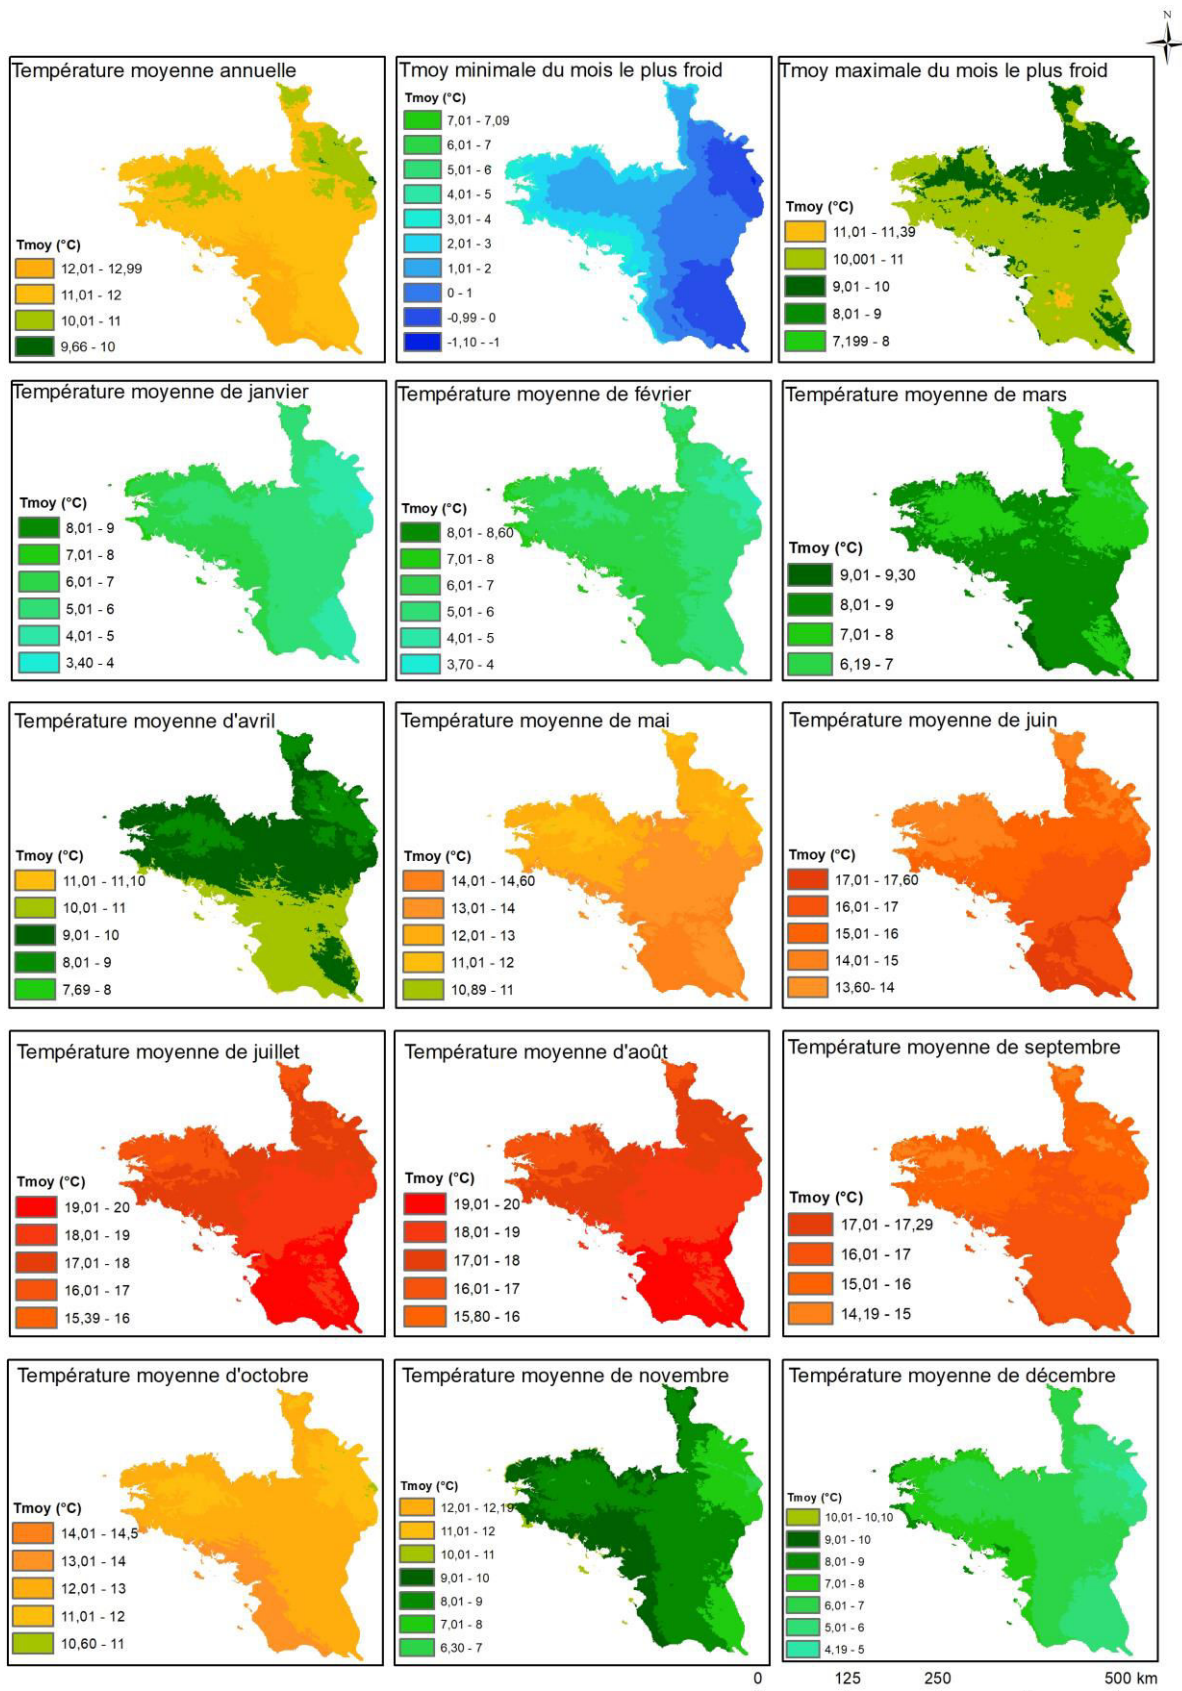 N
Température moyenne annuelle
Tmoy (°C)
12,01 - 12,99
11,01 - 12
10,01 - 11
9,66 - 10
Tmoy minimale du mois le plus froid
Tmoy (°C)
7,01 - 7,09
6,01 - 7
5,01 - 6
4,01 - 5
3,01 - 4
2,01 - 3
1,01 - 2
0 - 1
-0,99 - 0
-1,10 - -1
Tmoy maximale du mois le plus froid
Tmoy (°C)
11,01 - 11,39
10,001 - 11
9,01 - 10
8,01 - 9
7,199 - 8
Température moyenne de janvier
Tmoy (°C)
8,01 - 9
7,01 - 8
6,01 - 7
5,01 - 6
4,01 - 5
3,40 - 4
Température moyenne de février
Tmoy (°C)
8,01 - 8,60
7,01 - 8
6,01 - 7
5,01 - 6
4,01 - 5
3,70 - 4
Température moyenne de mars
Tmoy (°C)
9,01 - 9,30
8,01 - 9
7,01 - 8
6,19 - 7
Température moyenne d'avril
Tmoy (°C)
11,01 - 11,10
10,01 - 11
9,01 - 10
8,01 - 9
7,69 - 8
Température moyenne de mai
Tmoy (°C)
14,01 - 14,60
13,01 - 14
12,01 - 13
11,01 - 12
10,89 - 11
Température moyenne de juin
Tmoy (°C)
17,01 - 17,60
16,01 - 17
15,01 - 16
14,01 - 15
13,60- 14
Température moyenne de juillet
Tmoy (°C)
19,01 - 20
18,01 - 19
17,01 - 18
16,01 - 17
15,39 - 16
Température moyenne d'août
Tmoy (°C)
19,01 - 20
18,01 - 19
17,01 - 18
16,01 - 17
15,80 - 16
Température moyenne de septembre
Tmoy (°C)
17,01 - 17,29
16,01 - 17
15,01 - 16
14,19 - 15
Température moyenne d'octobre
Tmoy (°C)
14,01 - 14,5
13,01 - 14
12,01 - 13
11,01 - 12
10,60 - 11
Température moyenne de novembre
Tmoy (°C)
12,01 - 12,19
11,01 - 12
10,01 - 11
9,01 - 10
8,01 - 9
7,01 - 8
6,30 - 7
Température moyenne de décembre
Tmoy (°C)
10,01 - 10,10
9,01 - 10
8,01 - 9
7,01 - 8
6,01 - 7
5,01 - 6
4,19 - 5
0 125 250 500 km